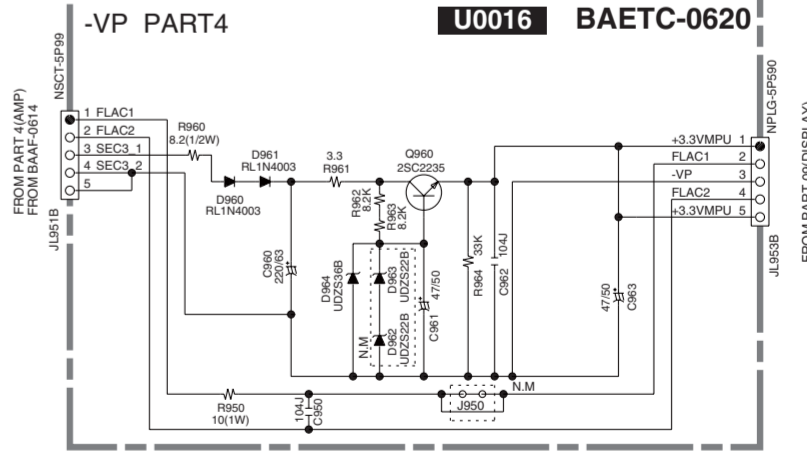 -VP PART4
U0016
BAETC-0620
NSCT-5P99
FROM PART 4(AMP)
FROM BAAF-0614
JL951B
1 FLAC1
2 FLAC2
3 SEC3_1
4 SEC3_2
5
R960
8.2(1/2W)
D960
RL1N4003
D961
RL1N4003
3.3
R961
Q960
2SC2235
R962
8.2K
R963
8.2K
C960
220/63
D964
UDZS36B
D963
UDZS22B
N.M
D962
UDZS22B
47/50
C961
R964
33K
104J
C962
47/50
C963
N.M
J950
R950
10(1W)
104J
C950
NPLG-5P590
+3.3VMPU 1
FLAC1 2
-VP 3
FLAC2 4
+3.3VMPU 5
JL953B
FROM PART 00(DISPLAY)